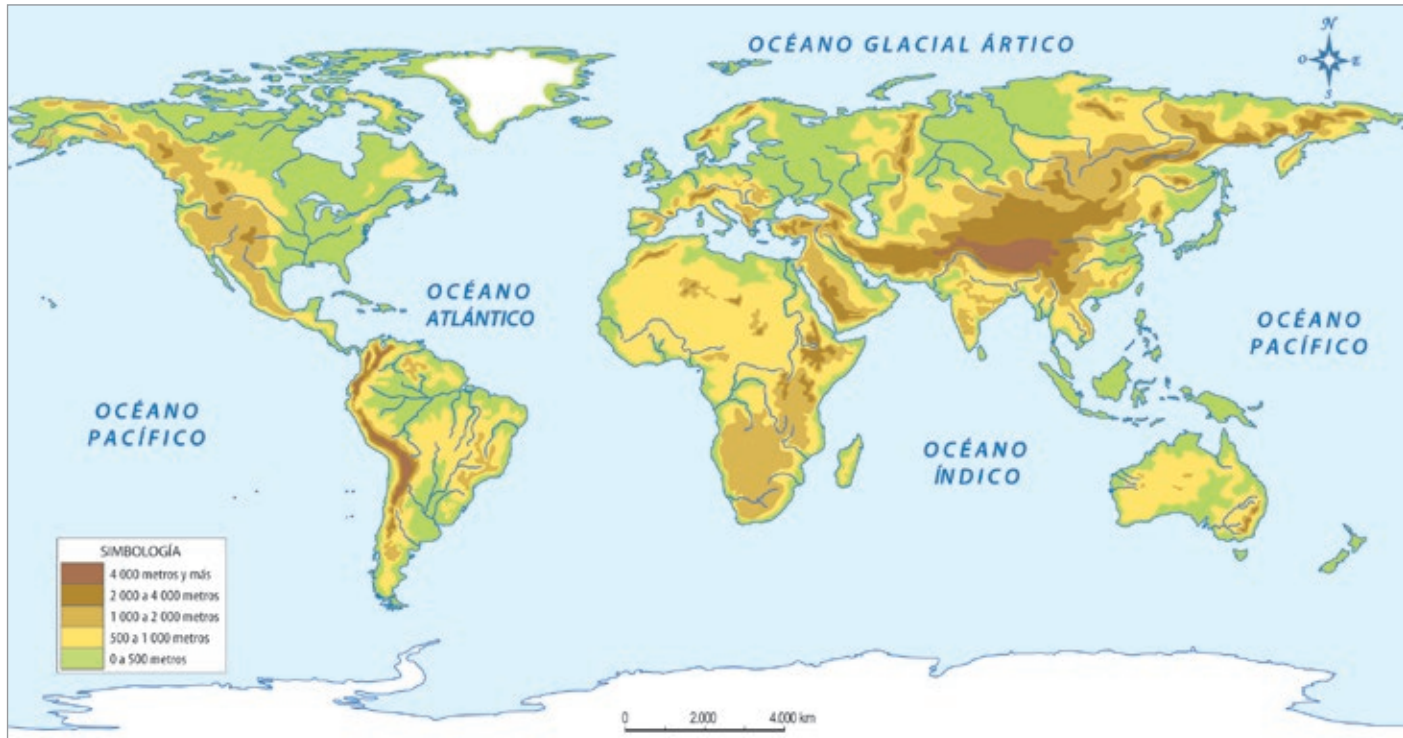 OCÉANO GLACIAL ÁRTICO
N
O
E
S
OCÉANO
ATLÁNTICO
OCÉANO
PACÍFICO
OCÉANO
PACÍFICO
OCÉANO
ÍNDICO
SIMBOLOGÍA
4 000 metros y más
2 000 a 4 000 metros
1 000 a 2 000 metros
500 a 1 000 metros
0 a 500 metros
0 2.000 4.000 km